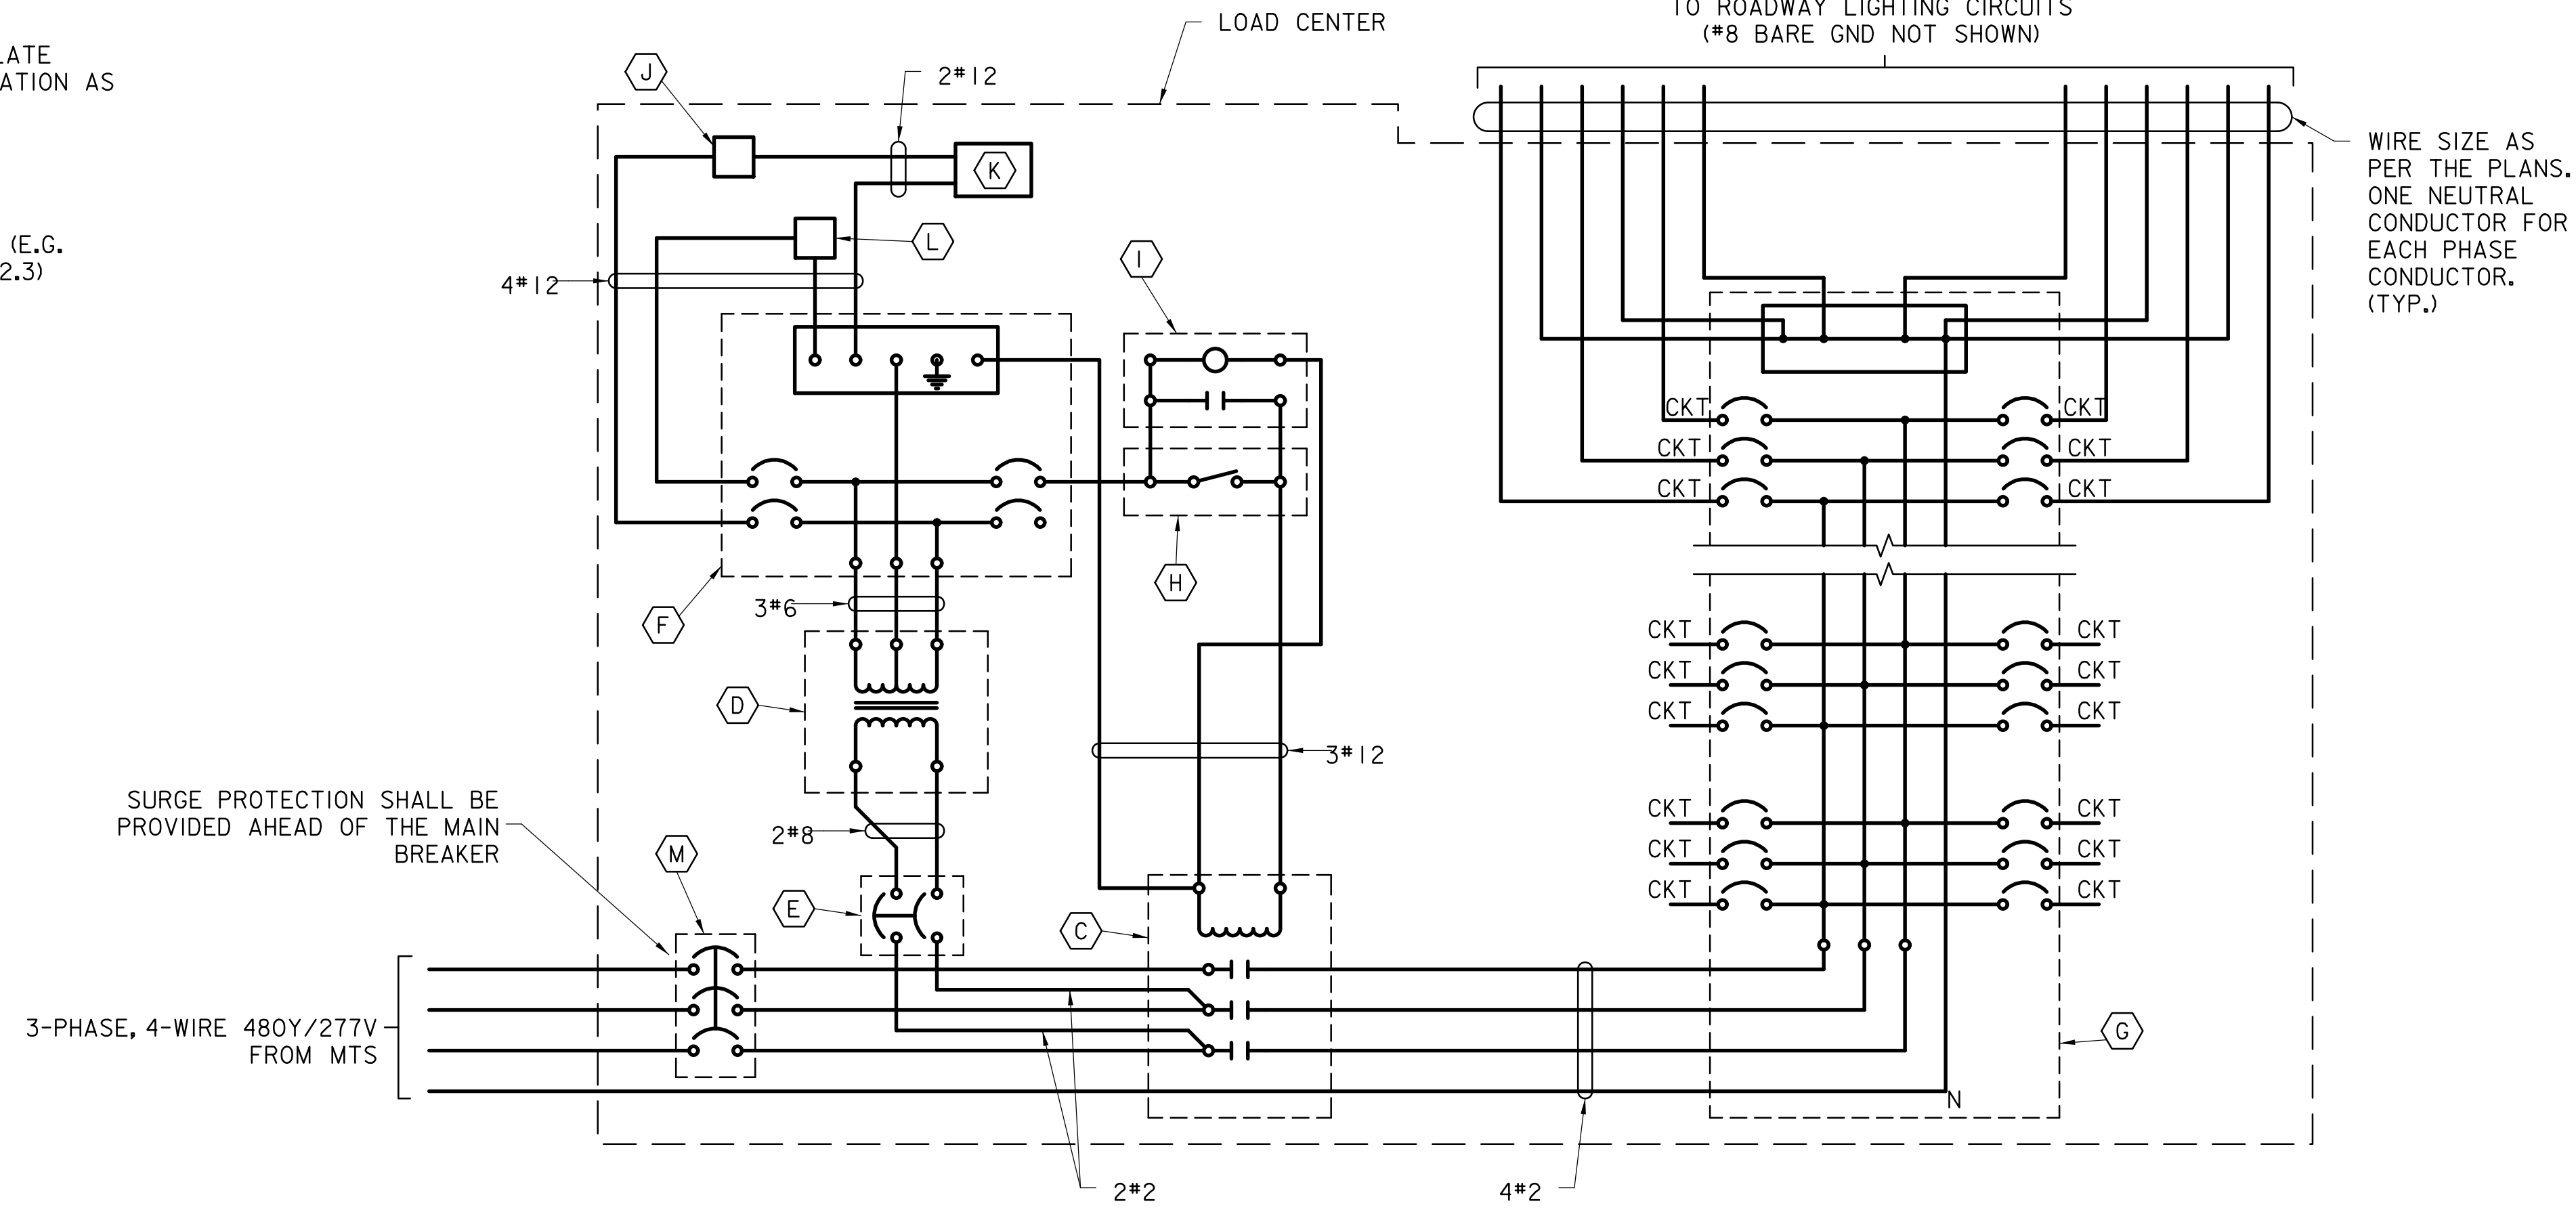 LATE
ATION AS
(E.G.
2.3)
LOAD CENTER
TO ROADWAY LIGHTING CIRCUITS
(#8 BARE GND NOT SHOWN)
J
2#12
K
L
4#12
I
WIRE SIZE AS
PER THE PLANS.
ONE NEUTRAL
CONDUCTOR FOR
EACH PHASE
CONDUCTOR.
(TYP.)
CKT CKT
CKT CKT
CKT CKT
H
3#6
F
CKT CKT
CKT CKT
CKT CKT
D
3#12
SURGE PROTECTION SHALL BE
PROVIDED AHEAD OF THE MAIN
BREAKER
2#8
M
CKT CKT
CKT CKT
CKT CKT
E
C
3-PHASE, 4-WIRE 480Y/277V
FROM MTS
G
N
2#2
4#2